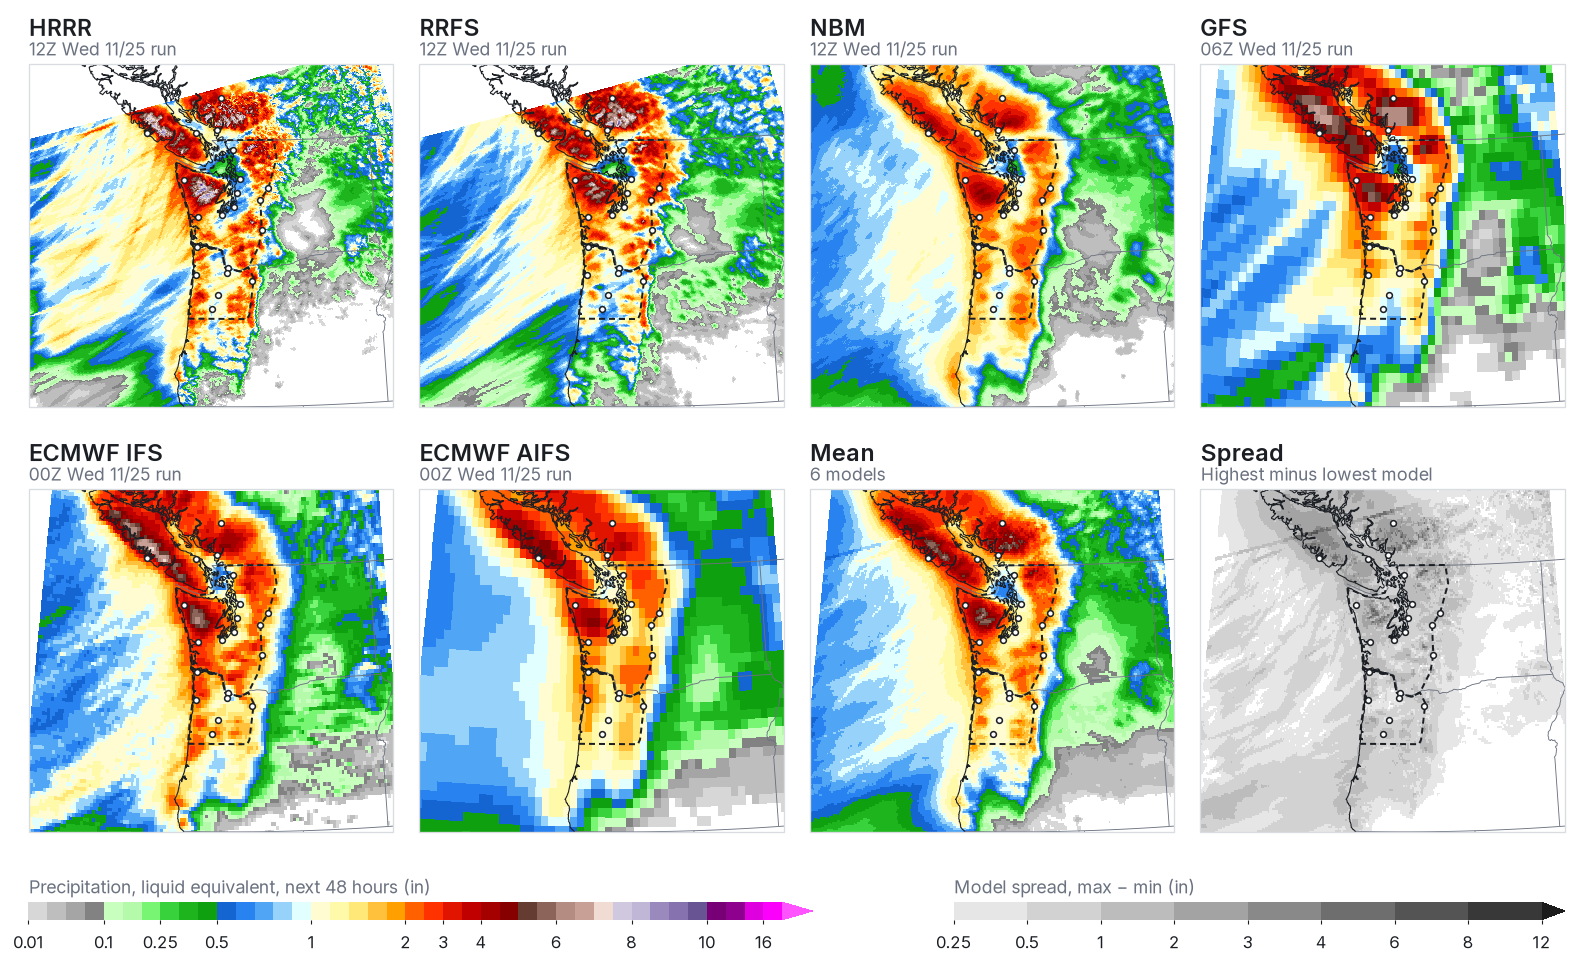 HRRR
12Z Wed 11/25 run
RRFS
12Z Wed 11/25 run
NBM
12Z Wed 11/25 run
GFS
06Z Wed 11/25 run
ECMWF IFS
00Z Wed 11/25 run
ECMWF AIFS
00Z Wed 11/25 run
Mean
6 models
Spread
Highest minus lowest model
Precipitation, liquid equivalent, next 48 hours (in)
0.01 0.1 0.25 0.5 1 2 3 4 6 8 10 16
Model spread, max − min (in)
0.25 0.5 1 2 3 4 6 8 12